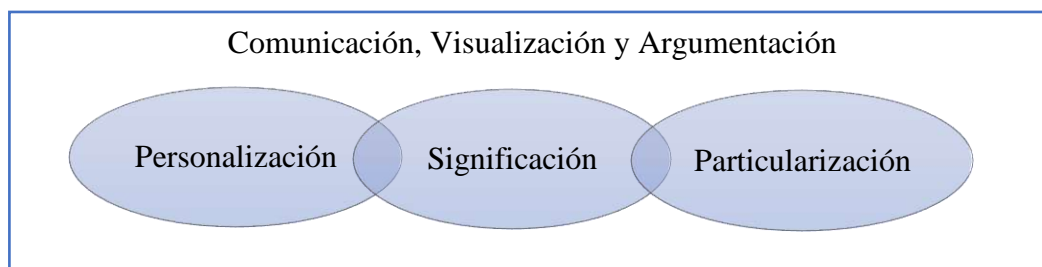 Comunicación, Visualización y Argumentación
Personalización
Significación
Particularización